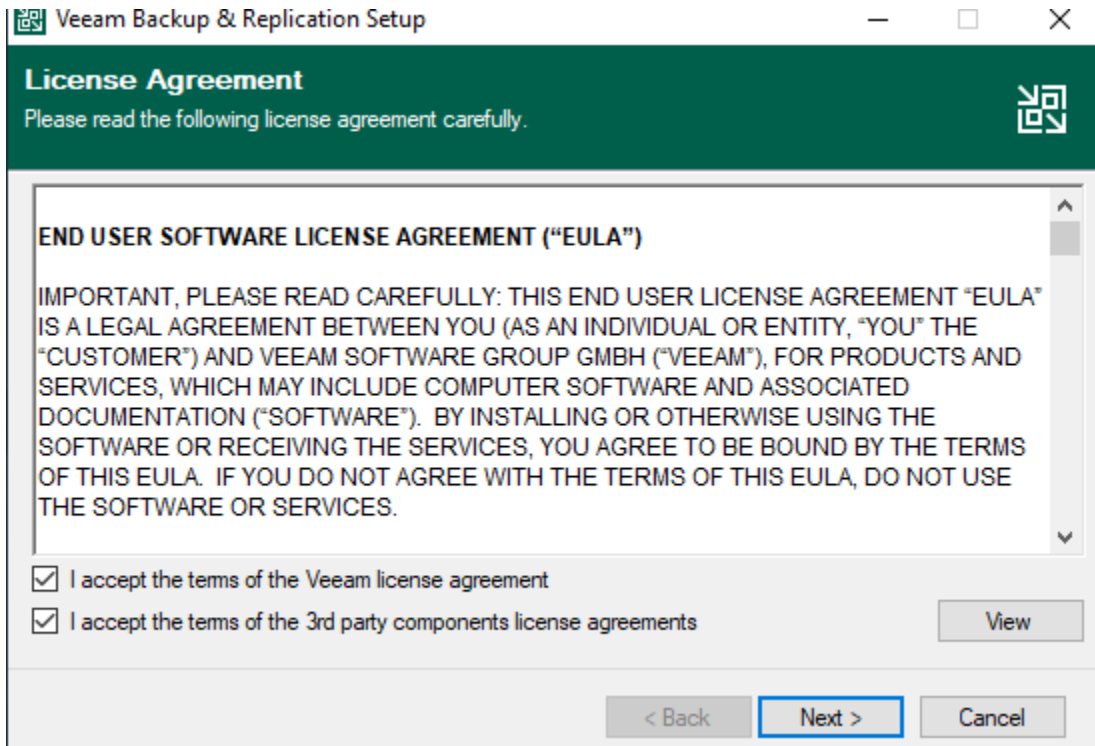 Veeam Backup & Replication Setup
License Agreement
Please read the following license agreement carefully.
END USER SOFTWARE LICENSE AGREEMENT (“EULA”)
IMPORTANT, PLEASE READ CAREFULLY: THIS END USER LICENSE AGREEMENT “EULA”
IS A LEGAL AGREEMENT BETWEEN YOU (AS AN INDIVIDUAL OR ENTITY, “YOU” THE
“CUSTOMER”) AND VEEAM SOFTWARE GROUP GMBH (“VEEAM”), FOR PRODUCTS AND
SERVICES, WHICH MAY INCLUDE COMPUTER SOFTWARE AND ASSOCIATED
DOCUMENTATION (“SOFTWARE”).  BY INSTALLING OR OTHERWISE USING THE
SOFTWARE OR RECEIVING THE SERVICES, YOU AGREE TO BE BOUND BY THE TERMS
OF THIS EULA.  IF YOU DO NOT AGREE WITH THE TERMS OF THIS EULA, DO NOT USE
THE SOFTWARE OR SERVICES.
I accept the terms of the Veeam license agreement
I accept the terms of the 3rd party components license agreements
View
< Back
Next >
Cancel